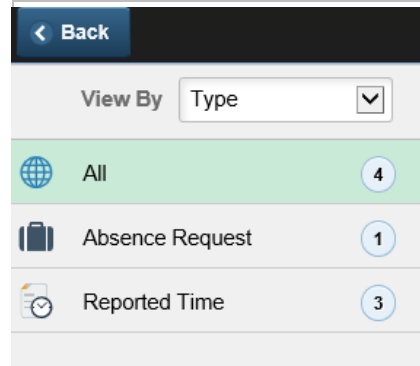 Back
View By Type
All 4
Absence Request 1
Reported Time 3